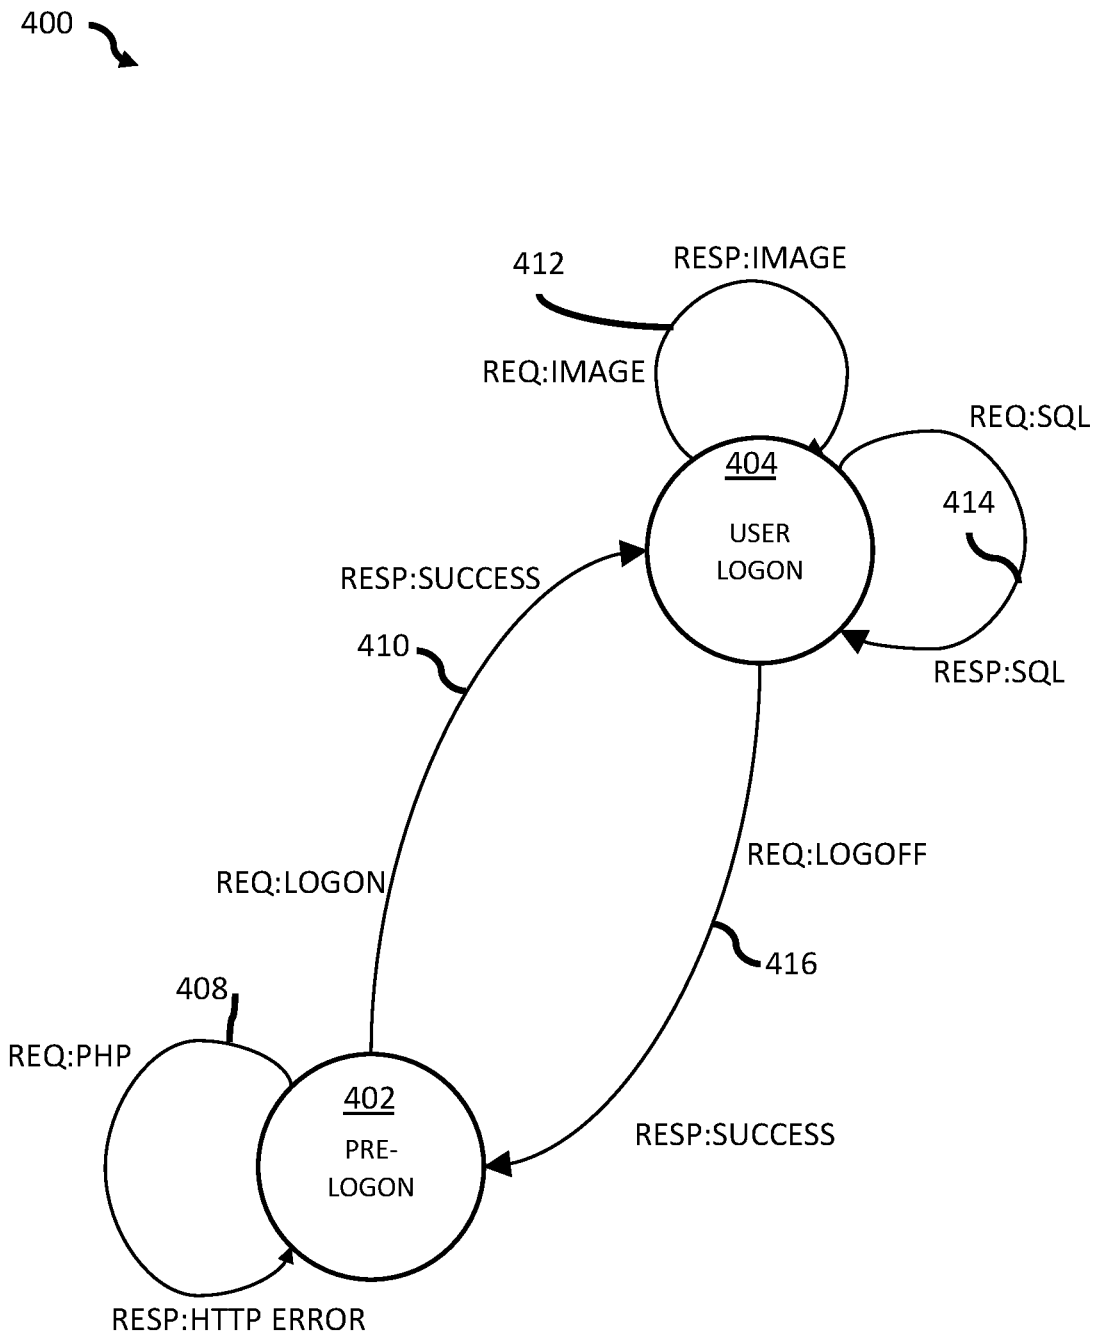 400
412
RESP:IMAGE
REQ:IMAGE
REQ:SQL
404
414
USER
LOGON
RESP:SUCCESS
410
RESP:SQL
REQ:LOGON
REQ:LOGOFF
416
408
REQ:PHP
402
PRE-
LOGON
RESP:SUCCESS
RESP:HTTP ERROR